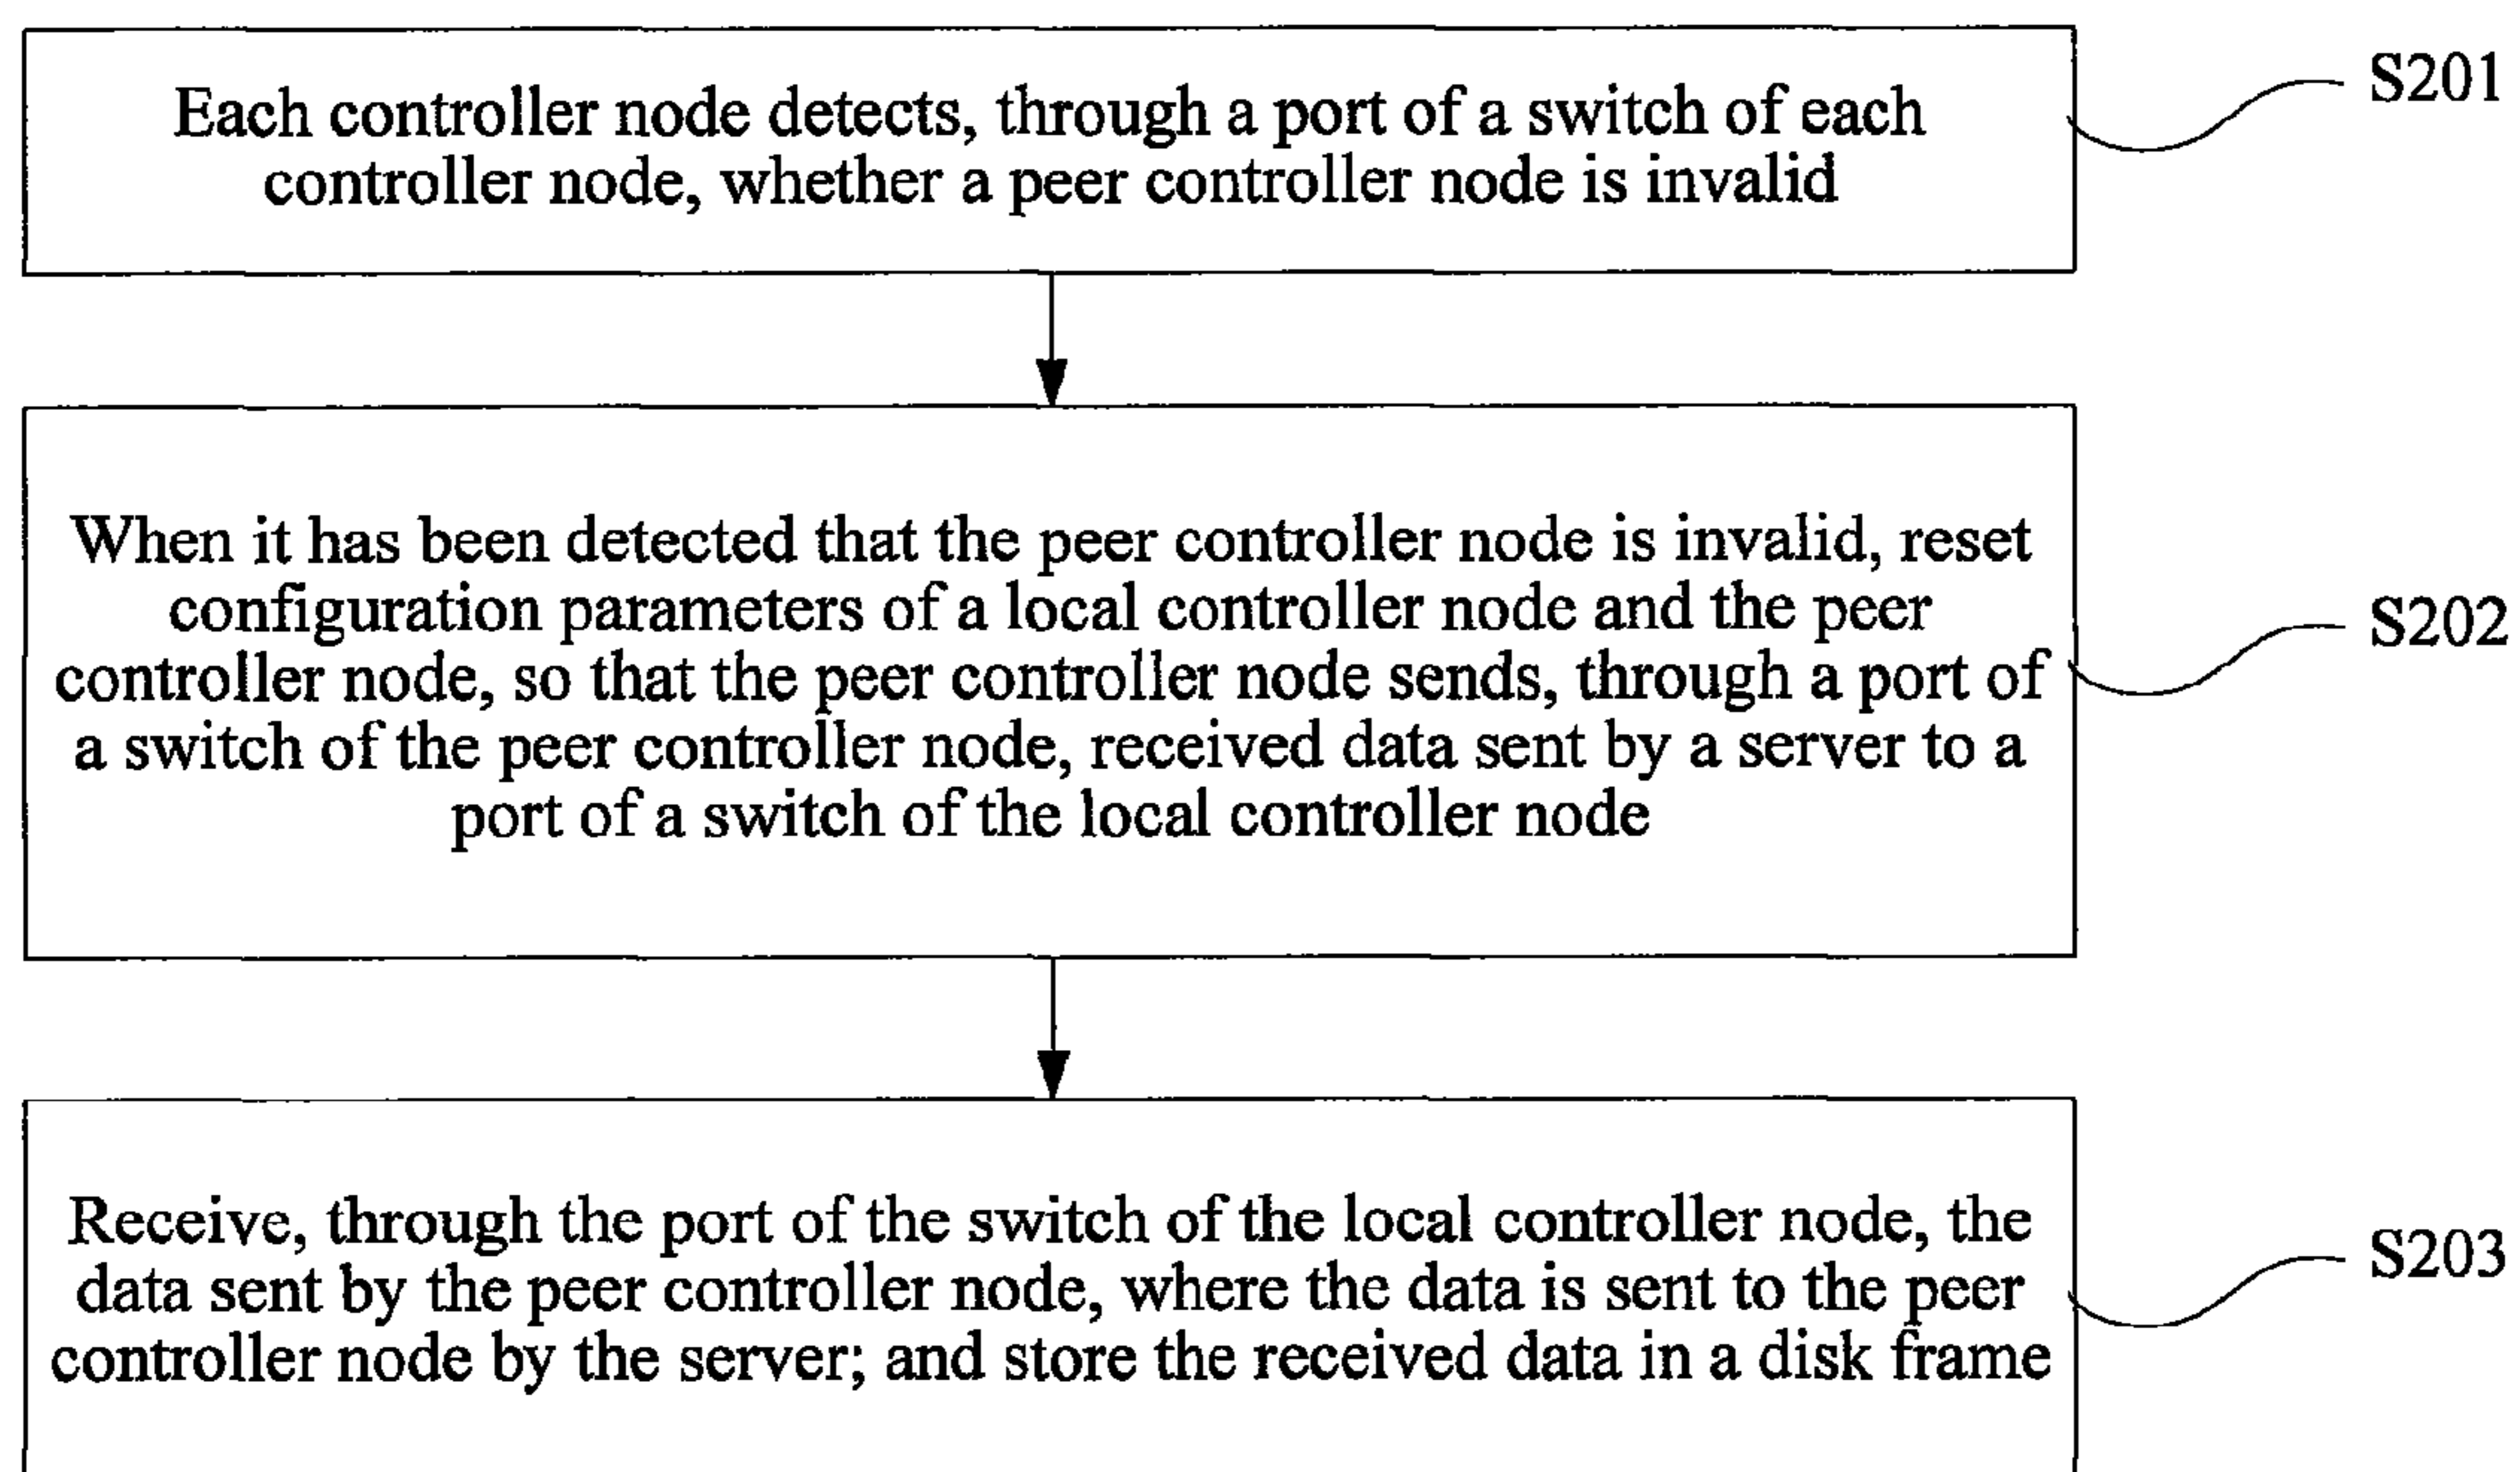 Each controller node detects, through a port of a switch of each
controller node, whether a peer controller node is invalid
S201
When it has been detected that the peer controller node is invalid, reset
configuration parameters of a local controller node and the peer
controller node, so that the peer controller node sends, through a port of
a switch of the peer controller node, received data sent by a server to a
port of a switch of the local controller node
S202
Receive, through the port of the switch of the local controller node, the
data sent by the peer controller node, where the data is sent to the peer
controller node by the server; and store the received data in a disk frame
S203